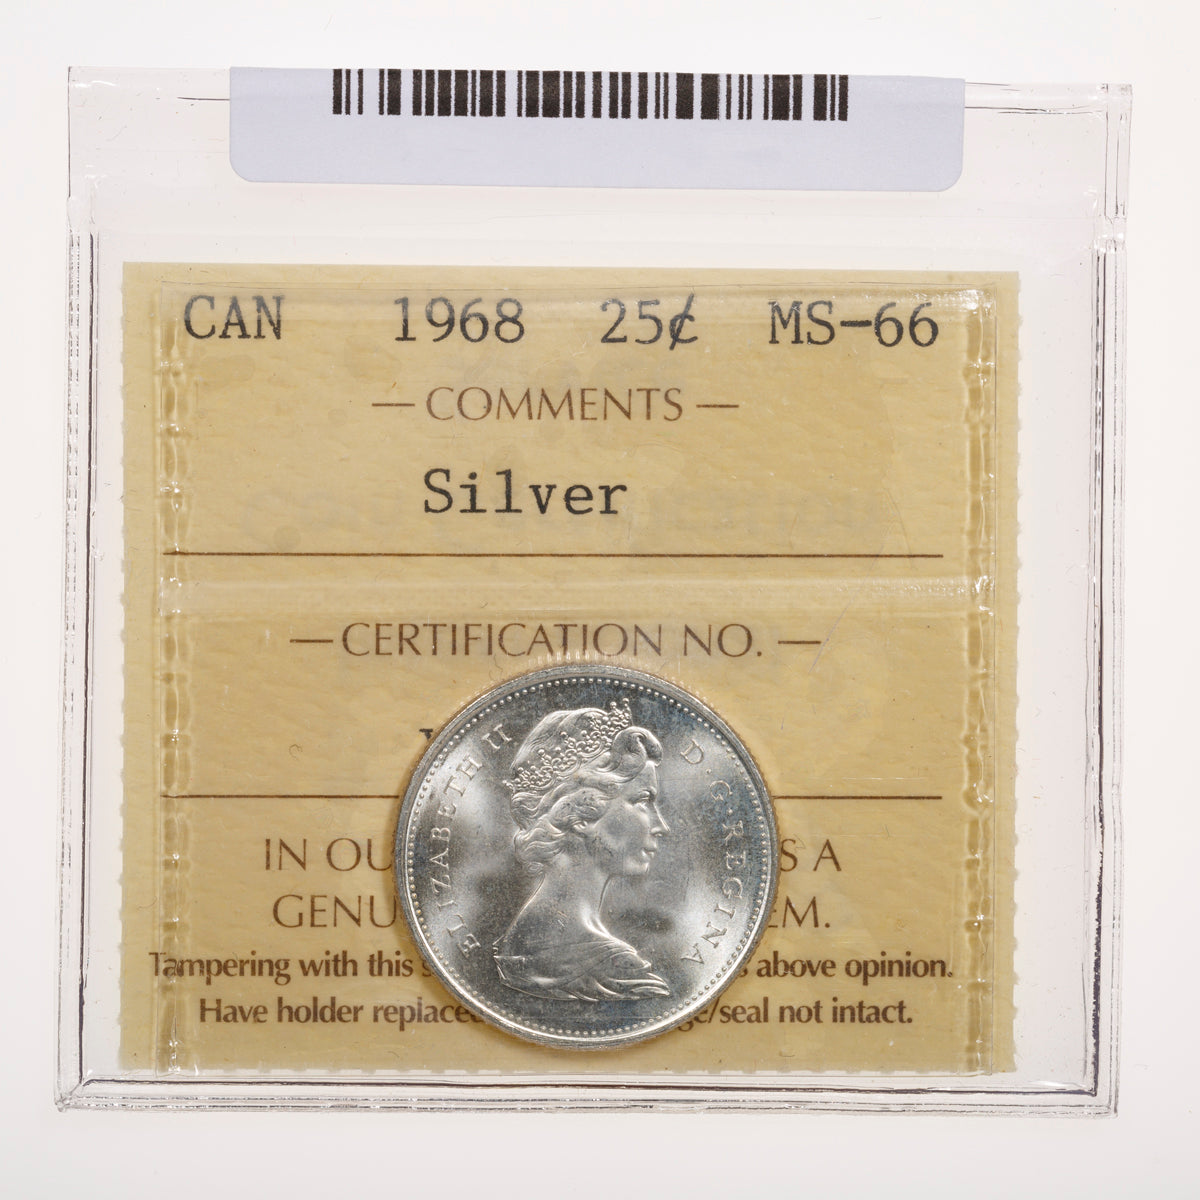 CAN 1968 25¢ MS-66
— COMMENTS —
Silver
— CERTIFICATION NO. —
ELIZABETH II D·G·REGINA
IN OU S A
GENU EM.
Tampering with this s s above opinion.
Have holder replace ge/seal not intact.